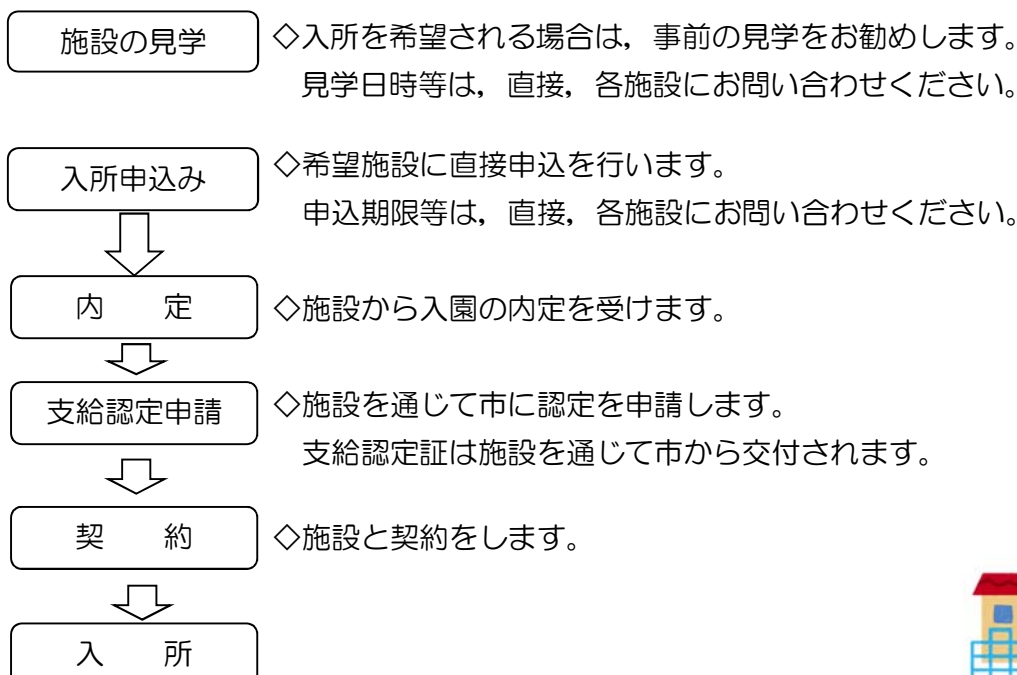 施設の見学
◇入所を希望される場合は，事前の見学をお勧めします。
見学日時等は，直接，各施設にお問い合わせください。
入所申込み
◇希望施設に直接申込を行います。
申込期限等は，直接，各施設にお問い合わせください。
内　　定
◇施設から入園の内定を受けます。
支給認定申請
◇施設を通じて市に認定を申請します。
支給認定証は施設を通じて市から交付されます。
契　　約
◇施設と契約をします。
入　　所